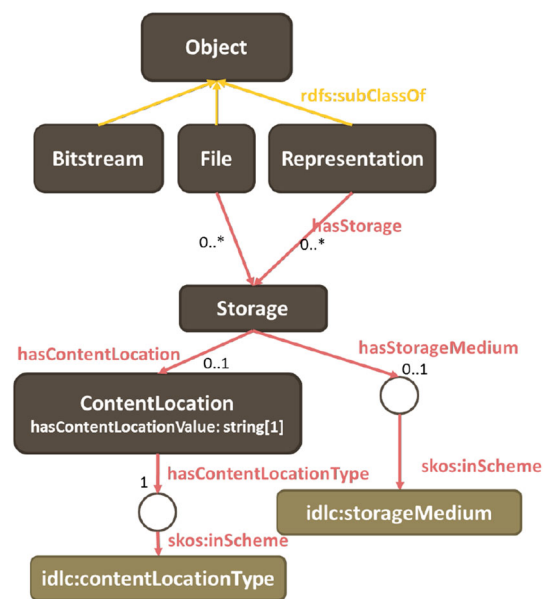 Object
rdfs:subClassOf
Bitstream
File
Representation
hasStorage
0..*
0..*
Storage
hasContentLocation
hasStorageMedium
0..1
0..1
ContentLocation
hasContentLocationValue: string[1]
hasContentLocationType
skos:inScheme
1
idlc:storageMedium
skos:inScheme
idlc:contentLocationType